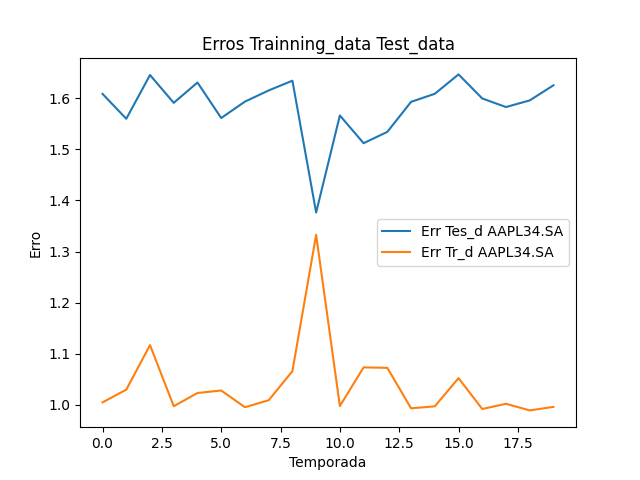 Erros Trainning_data Test_data
1.6
1.5
1.4
1.3
1.2
1.1
1.0
Erro
Err Tes_d AAPL34.SA
Err Tr_d AAPL34.SA
0.0 2.5 5.0 7.5 10.0 12.5 15.0 17.5
Temporada